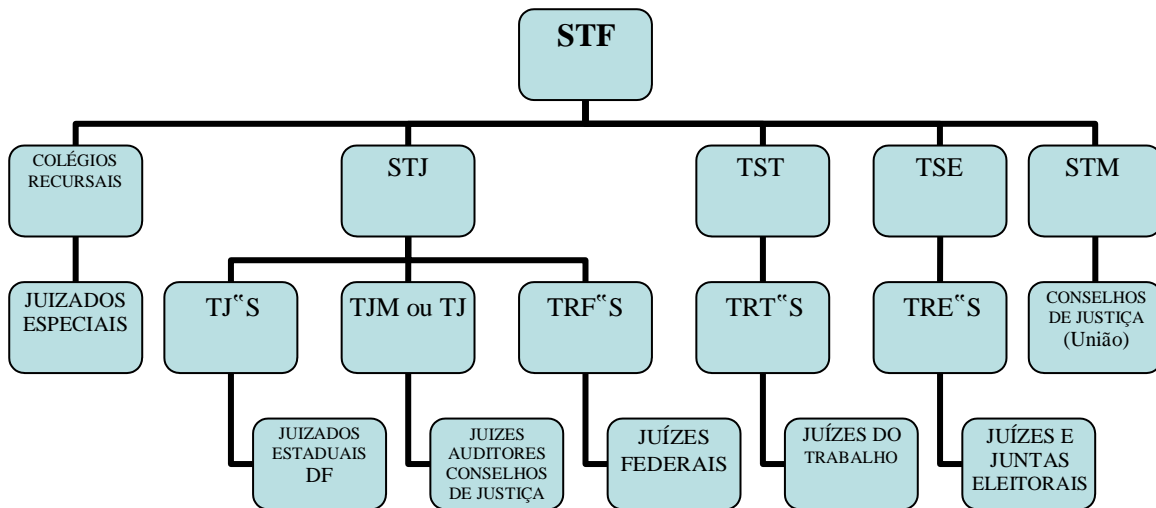 STF
COLÉGIOS
RECURSAIS
STJ
TST
TSE
STM
JUIZADOS
ESPECIAIS
TJ‟S
TJM ou TJ
TRF‟S
TRT‟S
TRE‟S
CONSELHOS
DE JUSTIÇA
(União)
JUIZADOS
ESTADUAIS
DF
JUIZES
AUDITORES
CONSELHOS
DE JUSTIÇA
JUÍZES
FEDERAIS
JUÍZES DO
TRABALHO
JUÍZES E
JUNTAS
ELEITORAIS